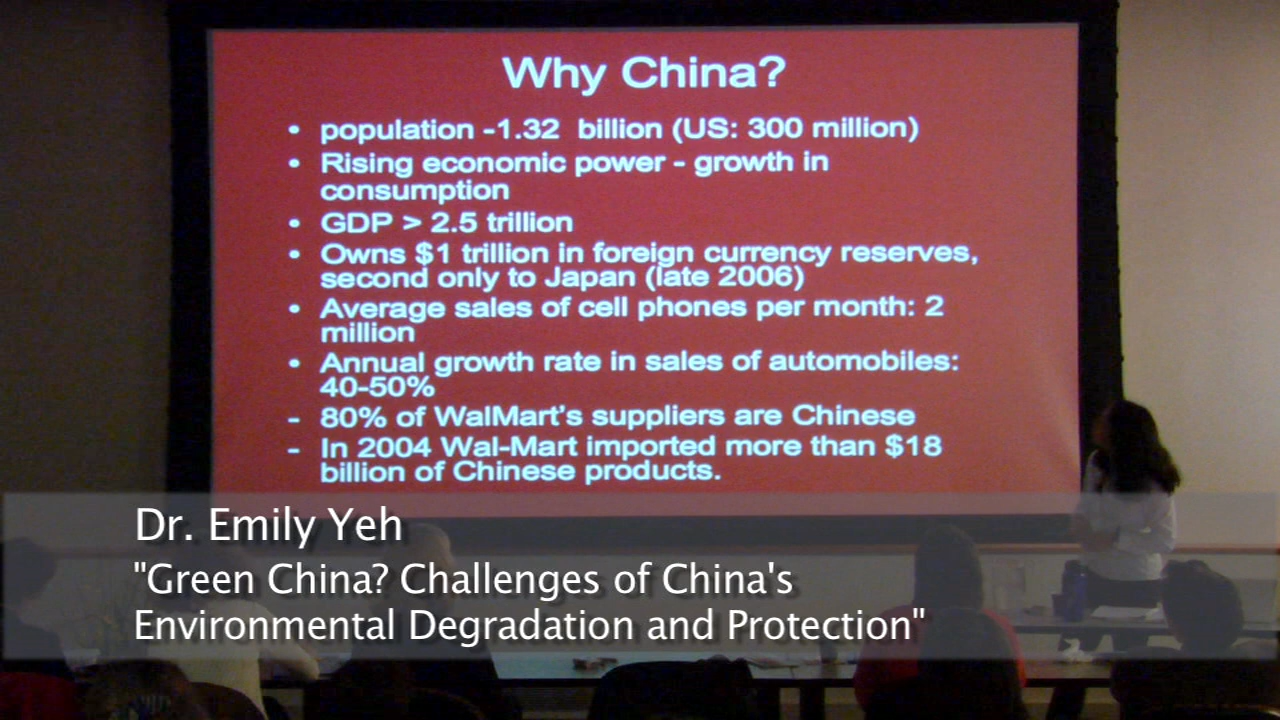 Why China?
• population -1.32 billion (US: 300 million)
• Rising economic power - growth in
consumption
• GDP > 2.5 trillion
• Owns $1 trillion in foreign currency reserves,
second only to Japan (late 2006)
• Average sales of cell phones per month: 2
million
• Annual growth rate in sales of automobiles:
40-50%
- 80% of WalMart's suppliers are Chinese
- In 2004 Wal-Mart imported more than $18
billion of Chinese products.
Dr. Emily Yeh
"Green China? Challenges of China's
Environmental Degradation and Protection"